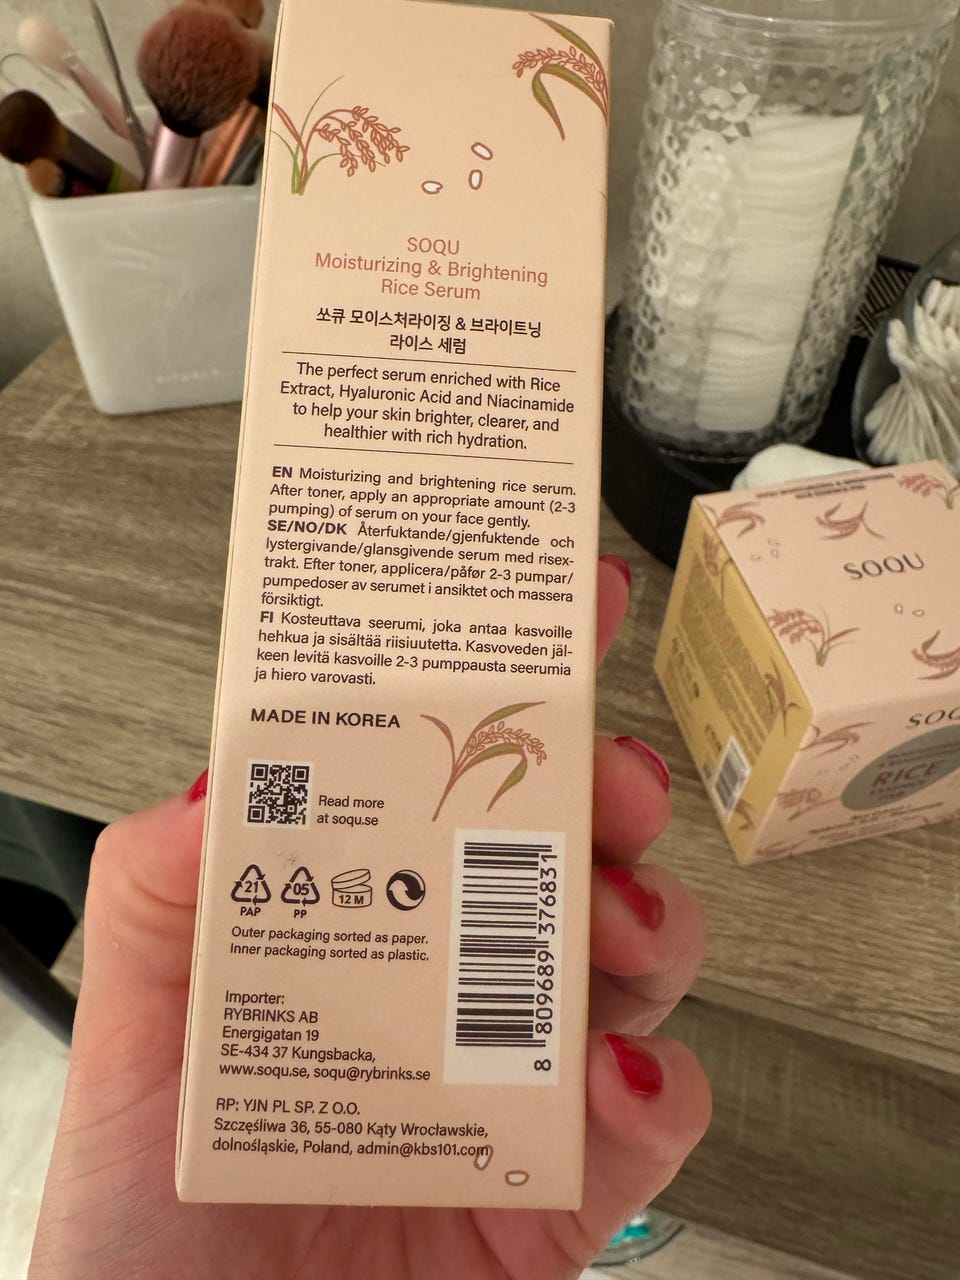 SOQU
Moisturizing & Brightening
Rice Serum
쏘큐 모이스처라이징 & 브라이트닝
라이스 세럼
The perfect serum enriched with Rice
Extract, Hyaluronic Acid and Niacinamide
to help your skin brighter, clearer, and
healthier with rich hydration.
EN Moisturizing and brightening rice serum.
After toner, apply an appropriate amount (2-3
pumping) of serum on your face gently.
SE/NO/DK Återfuktande/gjenfuktende och
lystergivande/glansgivende serum med risex-
trakt. Efter toner, applicera/påfør 2-3 pumpar/
pumpedoser av serumet i ansiktet och massera
försiktigt.
FI Kosteuttava seerumi, joka antaa kasvoille
hehkua ja sisältää riisiuutetta. Kasvoveden jäl-
keen levitä kasvoille 2-3 pumppausta seerumia
ja hiero varovasti.
MADE IN KOREA
Read more
at soqu.se
21
PAP
05
PP
12 M
Outer packaging sorted as paper.
Inner packaging sorted as plastic.
Importer:
RYBRINKS AB
Energigatan 19
SE-434 37 Kungsbacka,
www.soqu.se, soqu@rybrinks.se
RP: YJN PL SP. Z O.O.
Szczęśliwa 36, 55-080 Kąty Wrocławskie,
dolnośląskie, Poland, admin@kbs101.com
8 809689 376831
SOQU
SOQ
RICE